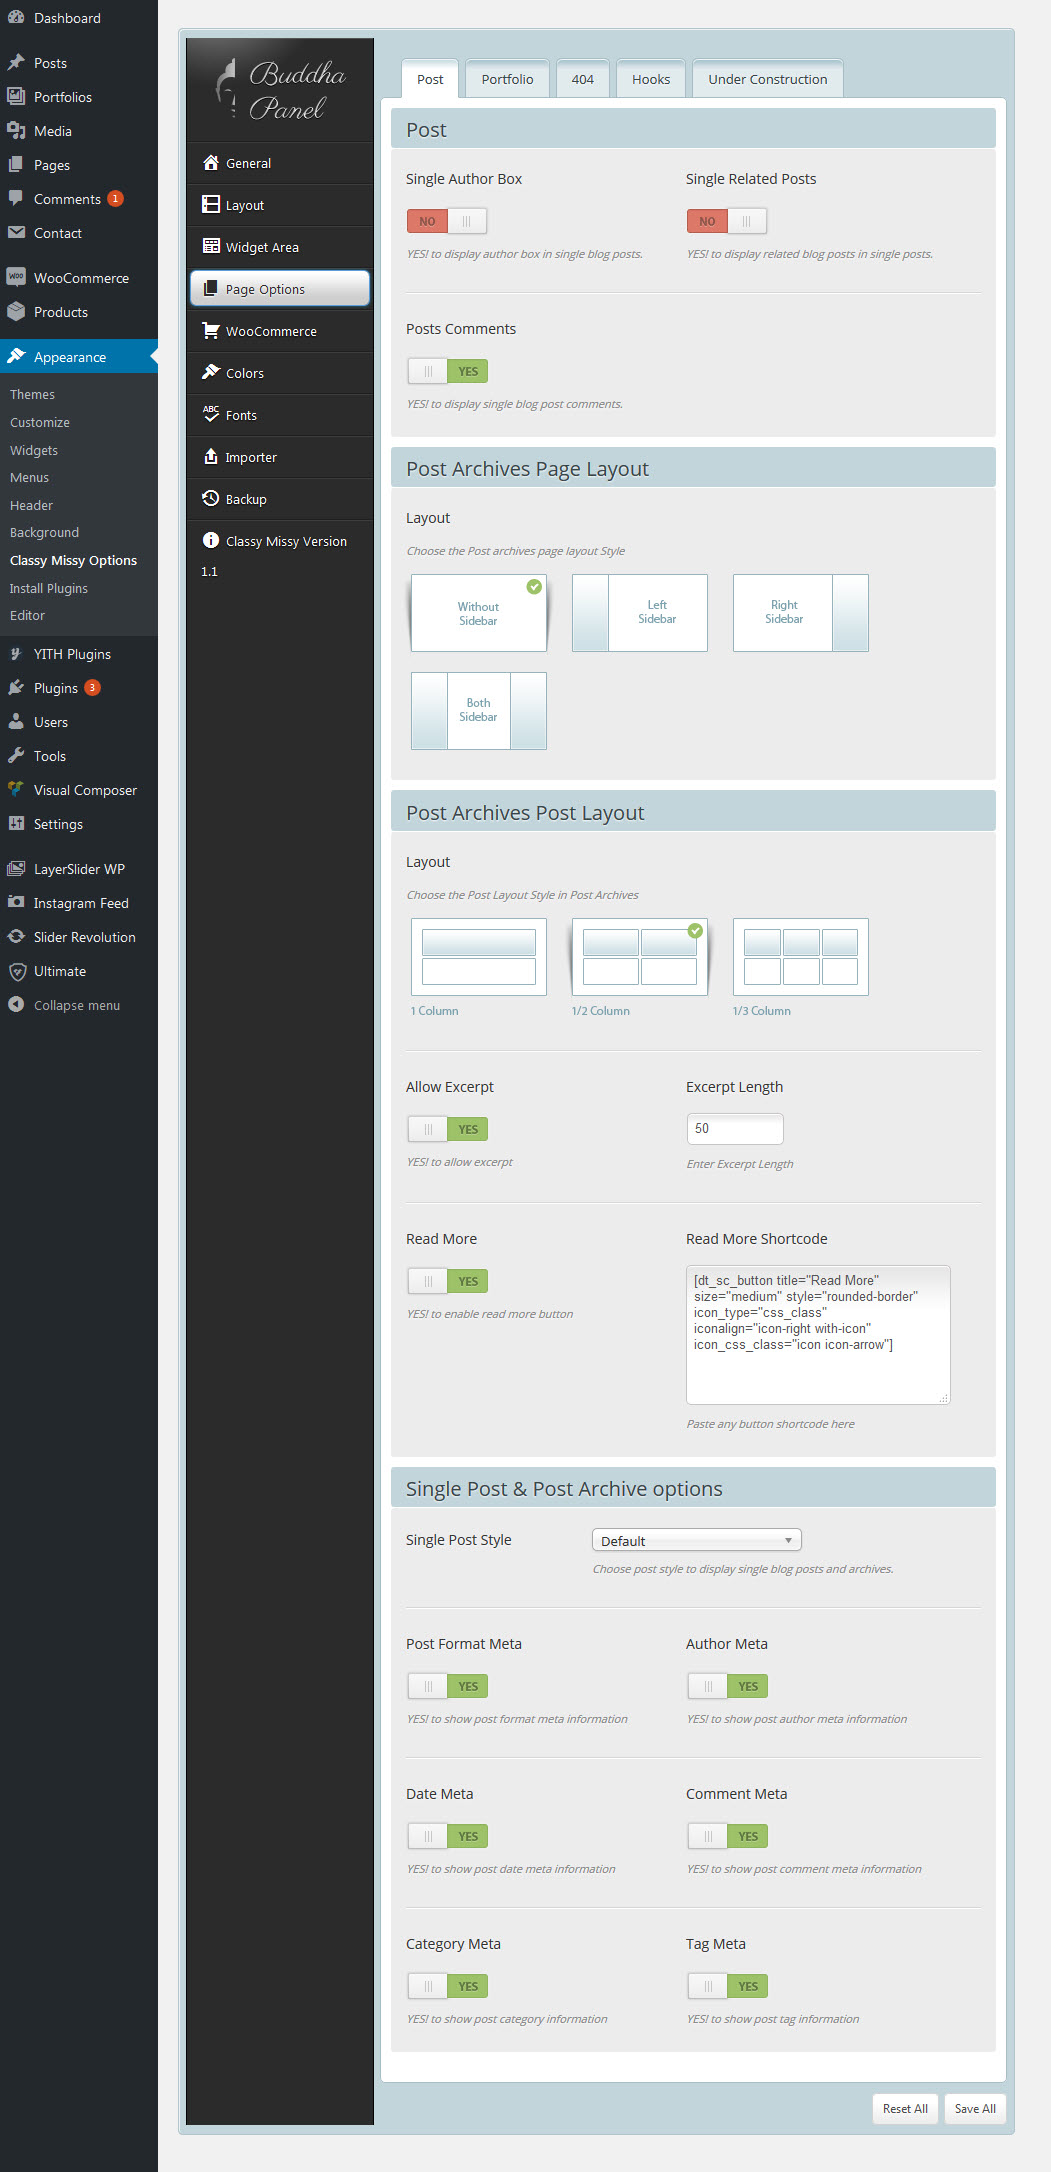 Dashboard
Posts
Portfolios
Media
Pages
Comments 1
Contact
WOO WooCommerce
Products
Appearance
Themes
Customize
Widgets
Menus
Header
Background
Classy Missy Options
Install Plugins
Editor
YITH Plugins
Plugins 3
Users
Tools
Visual Composer
Settings
LayerSlider WP
Instagram Feed
Slider Revolution
Ultimate
Collapse menu
Buddha
Panel
General
Layout
Widget Area
Page Options
WooCommerce
Colors
ABC Fonts
Importer
Backup
Classy Missy Version
1.1
Post Portfolio 404 Hooks Under Construction
Post
Single Author Box Single Related Posts
NO NO
YES! to display author box in single blog posts. YES! to display related blog posts in single posts.
Posts Comments
YES
YES! to display single blog post comments.
Post Archives Page Layout
Layout
Choose the Post archives page layout Style
Without Left Right
Sidebar Sidebar Sidebar
Both
Sidebar
Post Archives Post Layout
Layout
Choose the Post Layout Style in Post Archives
1 Column 1/2 Column 1/3 Column
Allow Excerpt Excerpt Length
YES 50
YES! to allow excerpt Enter Excerpt Length
Read More Read More Shortcode
YES
YES! to enable read more button
[dt_sc_button title="Read More"
size="medium" style="rounded-border"
icon_type="css_class"
iconalign="icon-right with-icon"
icon_css_class="icon icon-arrow"]
Paste any button shortcode here
Single Post & Post Archive options
Single Post Style Default
Choose post style to display single blog posts and archives.
Post Format Meta Author Meta
YES YES
YES! to show post format meta information YES! to show post author meta information
Date Meta Comment Meta
YES YES
YES! to show post date meta information YES! to show post comment meta information
Category Meta Tag Meta
YES YES
YES! to show post category information YES! to show post tag information
Reset All Save All